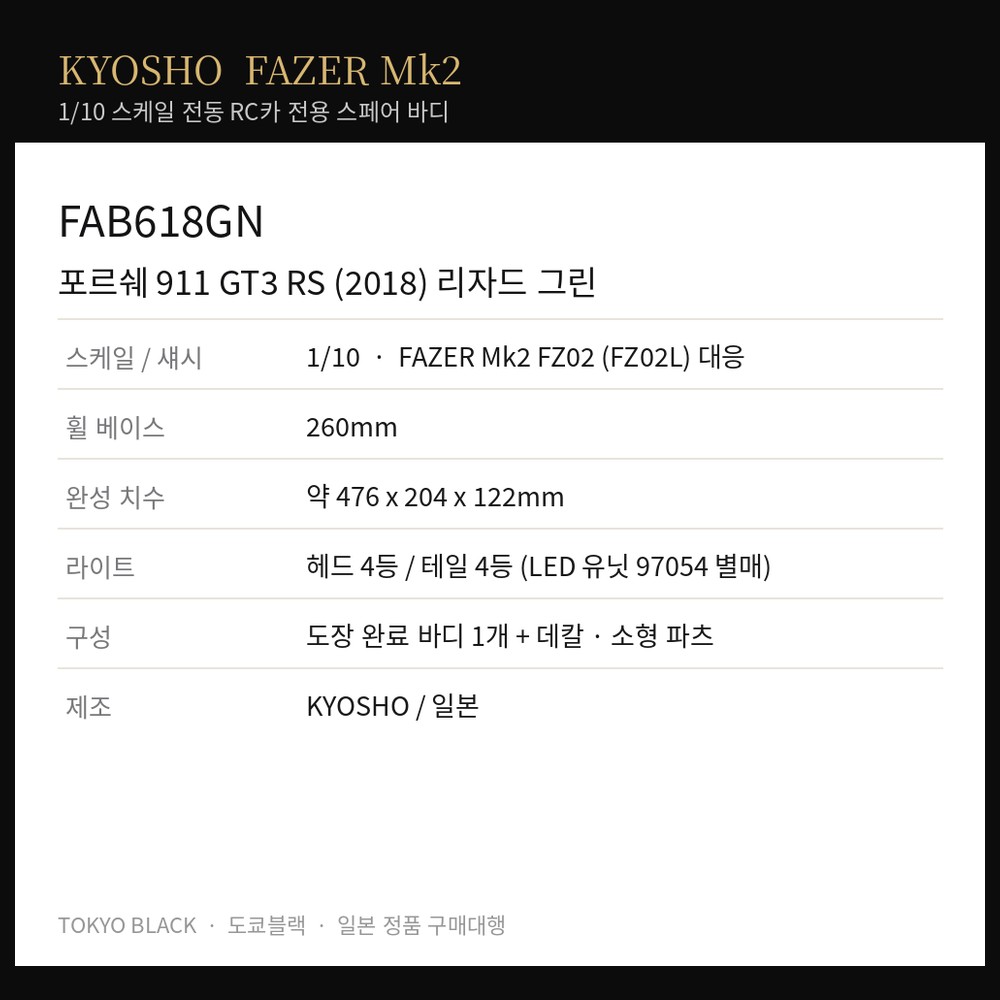 KYOSHO FAZER Mk2
1/10 스케일 전동 RC카 전용 스페어 바디
FAB618GN
포르쉐 911 GT3 RS (2018) 리자드 그린
스케일 / 섀시 1/10 · FAZER Mk2 FZ02 (FZ02L) 대응
휠 베이스 260mm
완성 치수 약 476 x 204 x 122mm
라이트 헤드 4등 / 테일 4등 (LED 유닛 97054 별매)
구성 도장 완료 바디 1개 + 데칼 · 소형 파츠
제조 KYOSHO / 일본
TOKYO BLACK · 도쿄블랙 · 일본 정품 구매대행